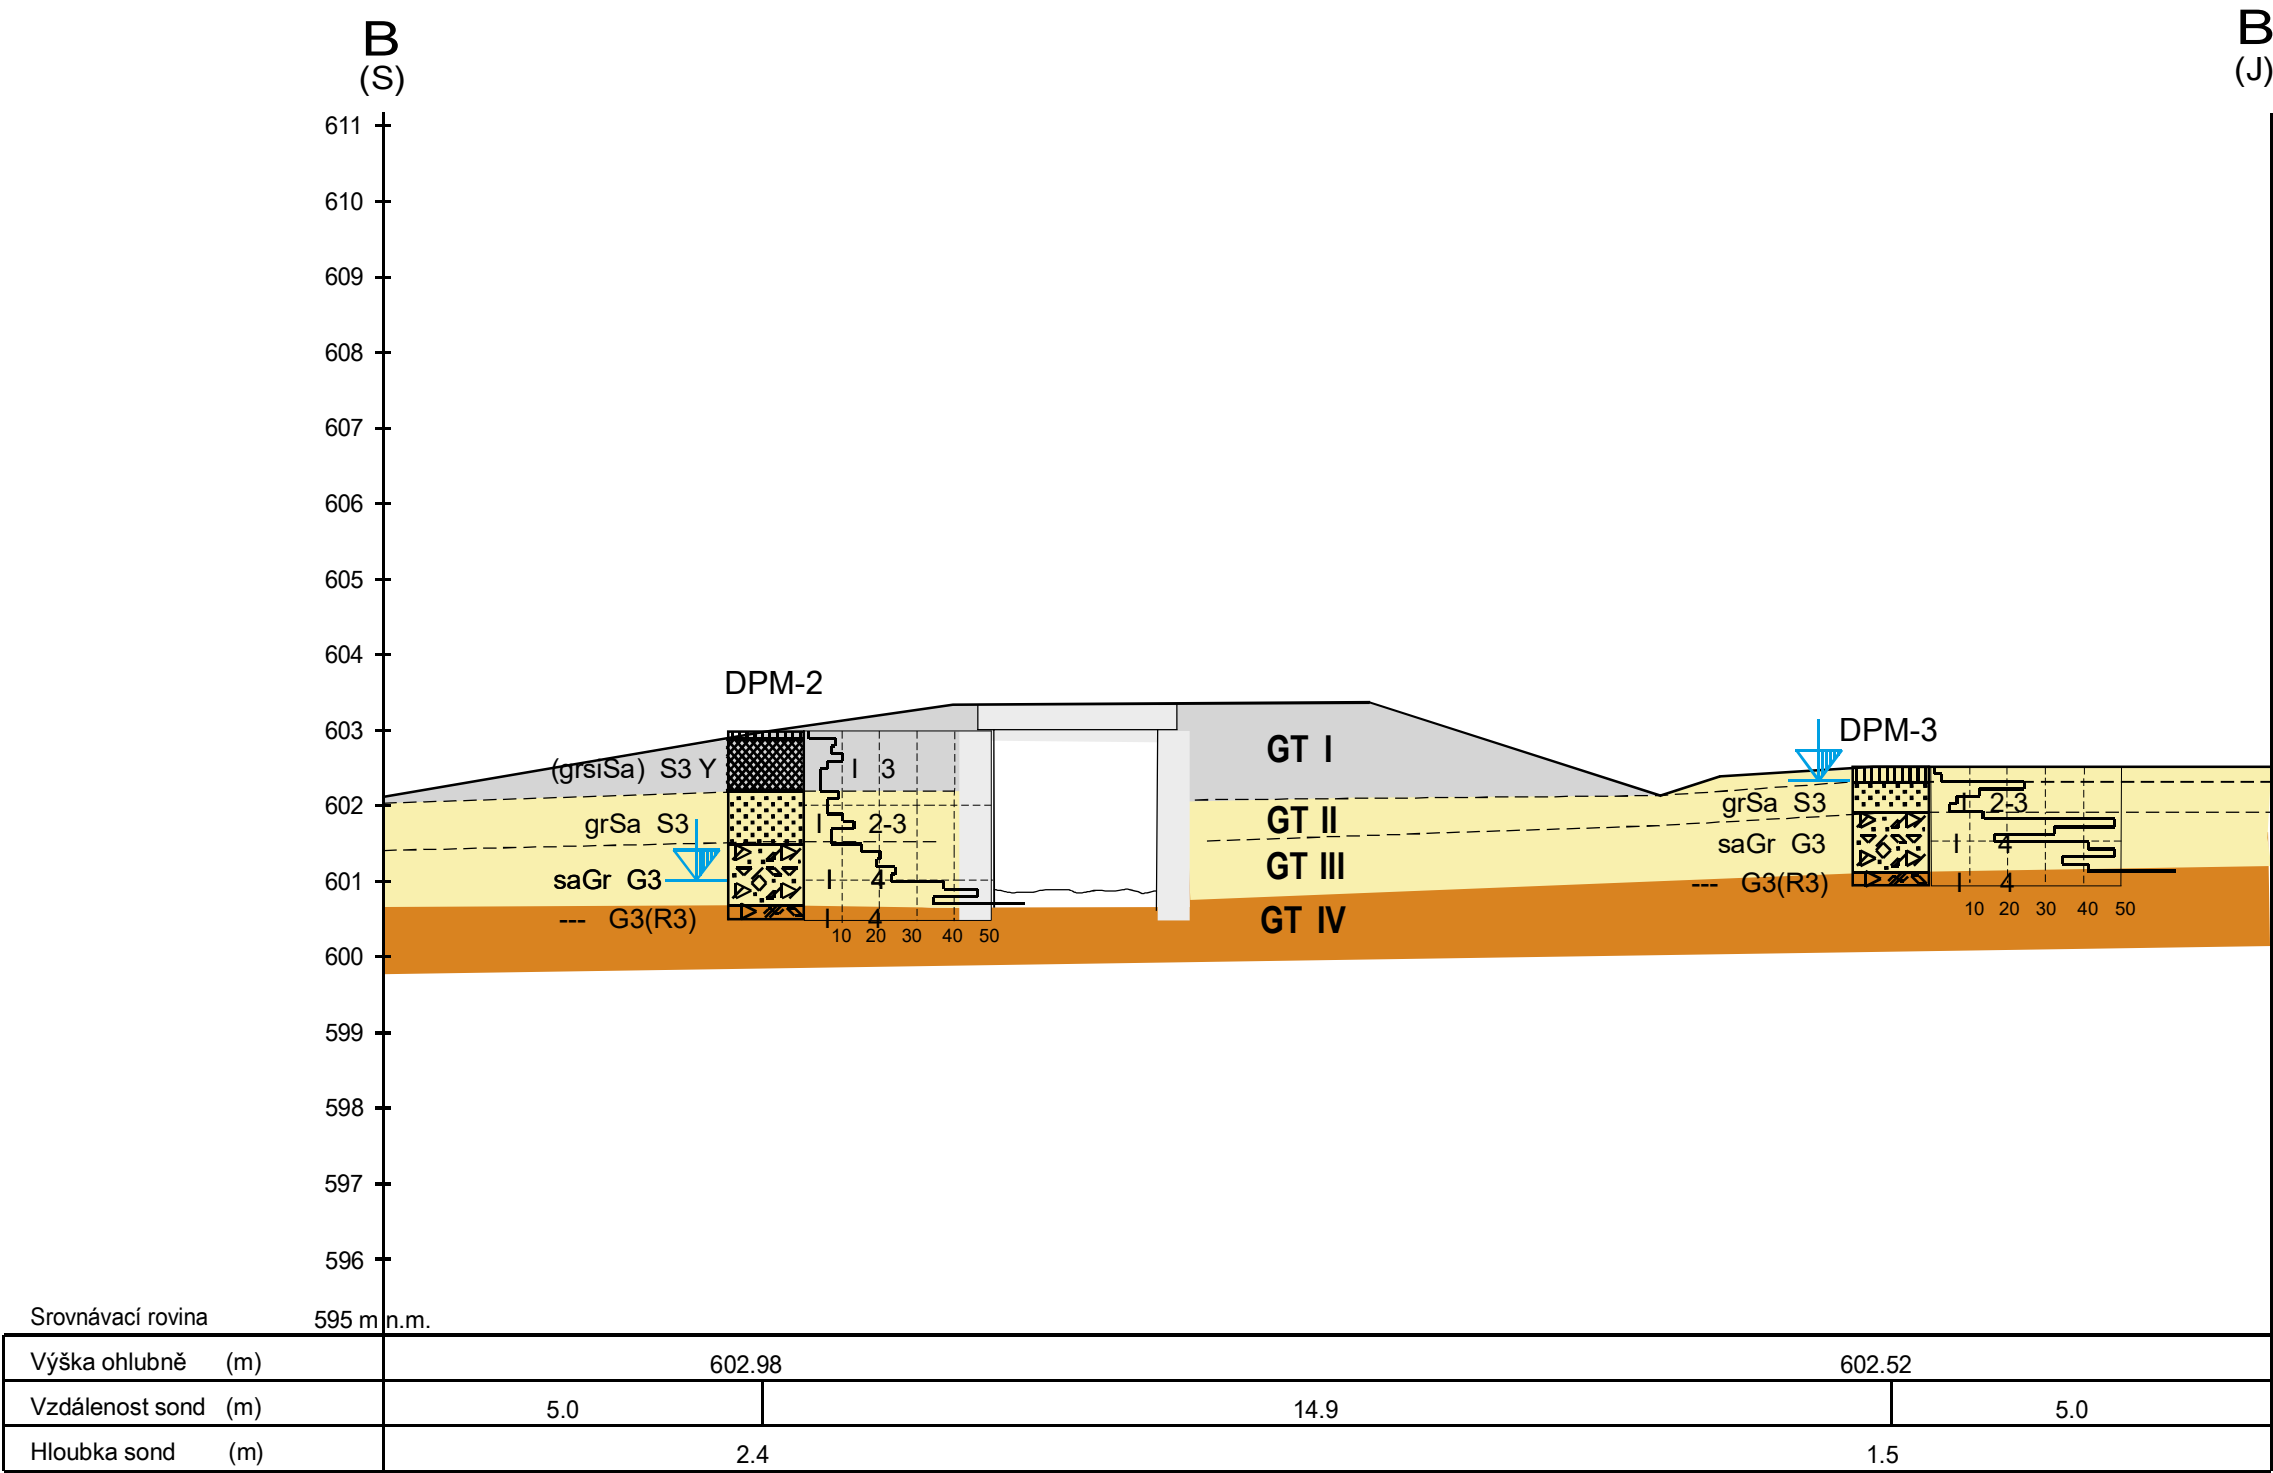 B B
(S) (J)
611
610
609
608
607
606
605
604
DPM-2
603
DPM-3
GT I
(grsiSa) S3 Y I 3
602
grSa S3 I 2-3
grSa S3 I 2-3
GT II
saGr G3 I 4
GT III
601
saGr G3 I 4
--- G3(R3) I 4
--- G3(R3) I 4
GT IV
10 20 30 40 50
10 20 30 40 50
600
599
598
597
596
Srovnávací rovina 595 m n.m.
Výška ohlubně (m) 602.98 602.52
Vzdálenost sond (m) 5.0 14.9 5.0
Hloubka sond (m) 2.4 1.5